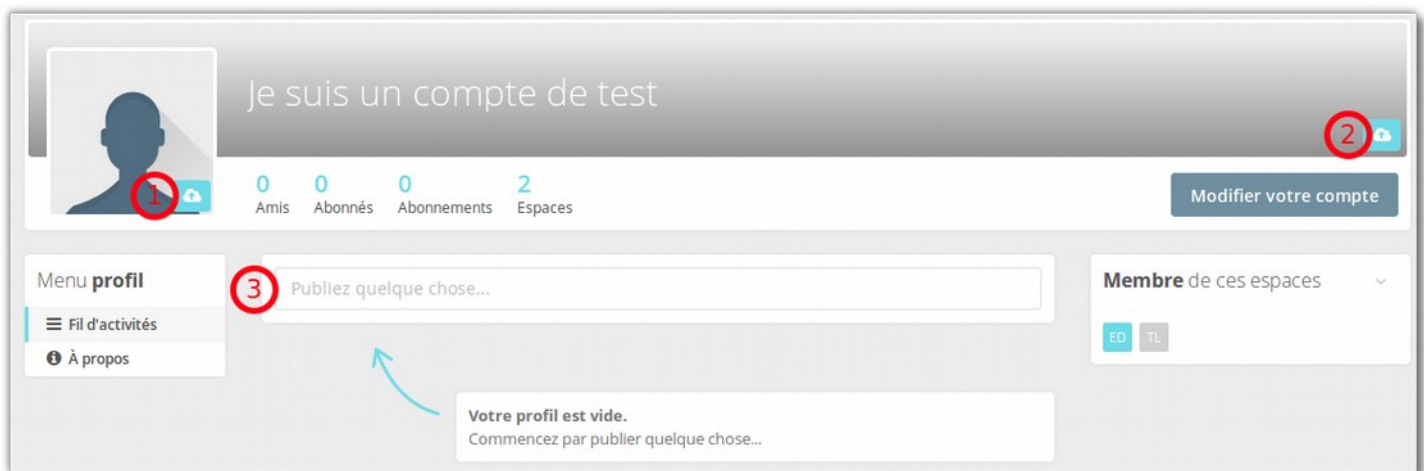 Je suis un compte de test
2
1
0 0 0 2
Amis Abonnés Abonnements Espaces
Modifier votre compte
Menu profil
Fil d'activités
À propos
3
Publiez quelque chose...
Membre de ces espaces
ED TL
Votre profil est vide.
Commencez par publier quelque chose...